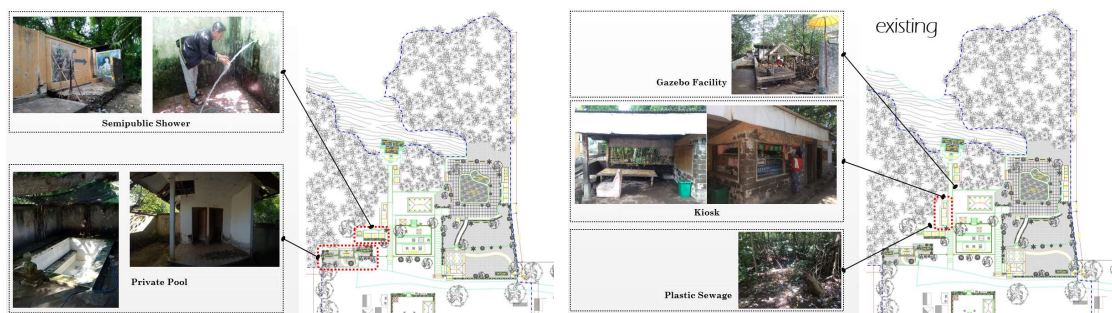 Semipublic Shower
Private Pool
existing
Gazebo Facility
Kiosk
Plastic Sewage